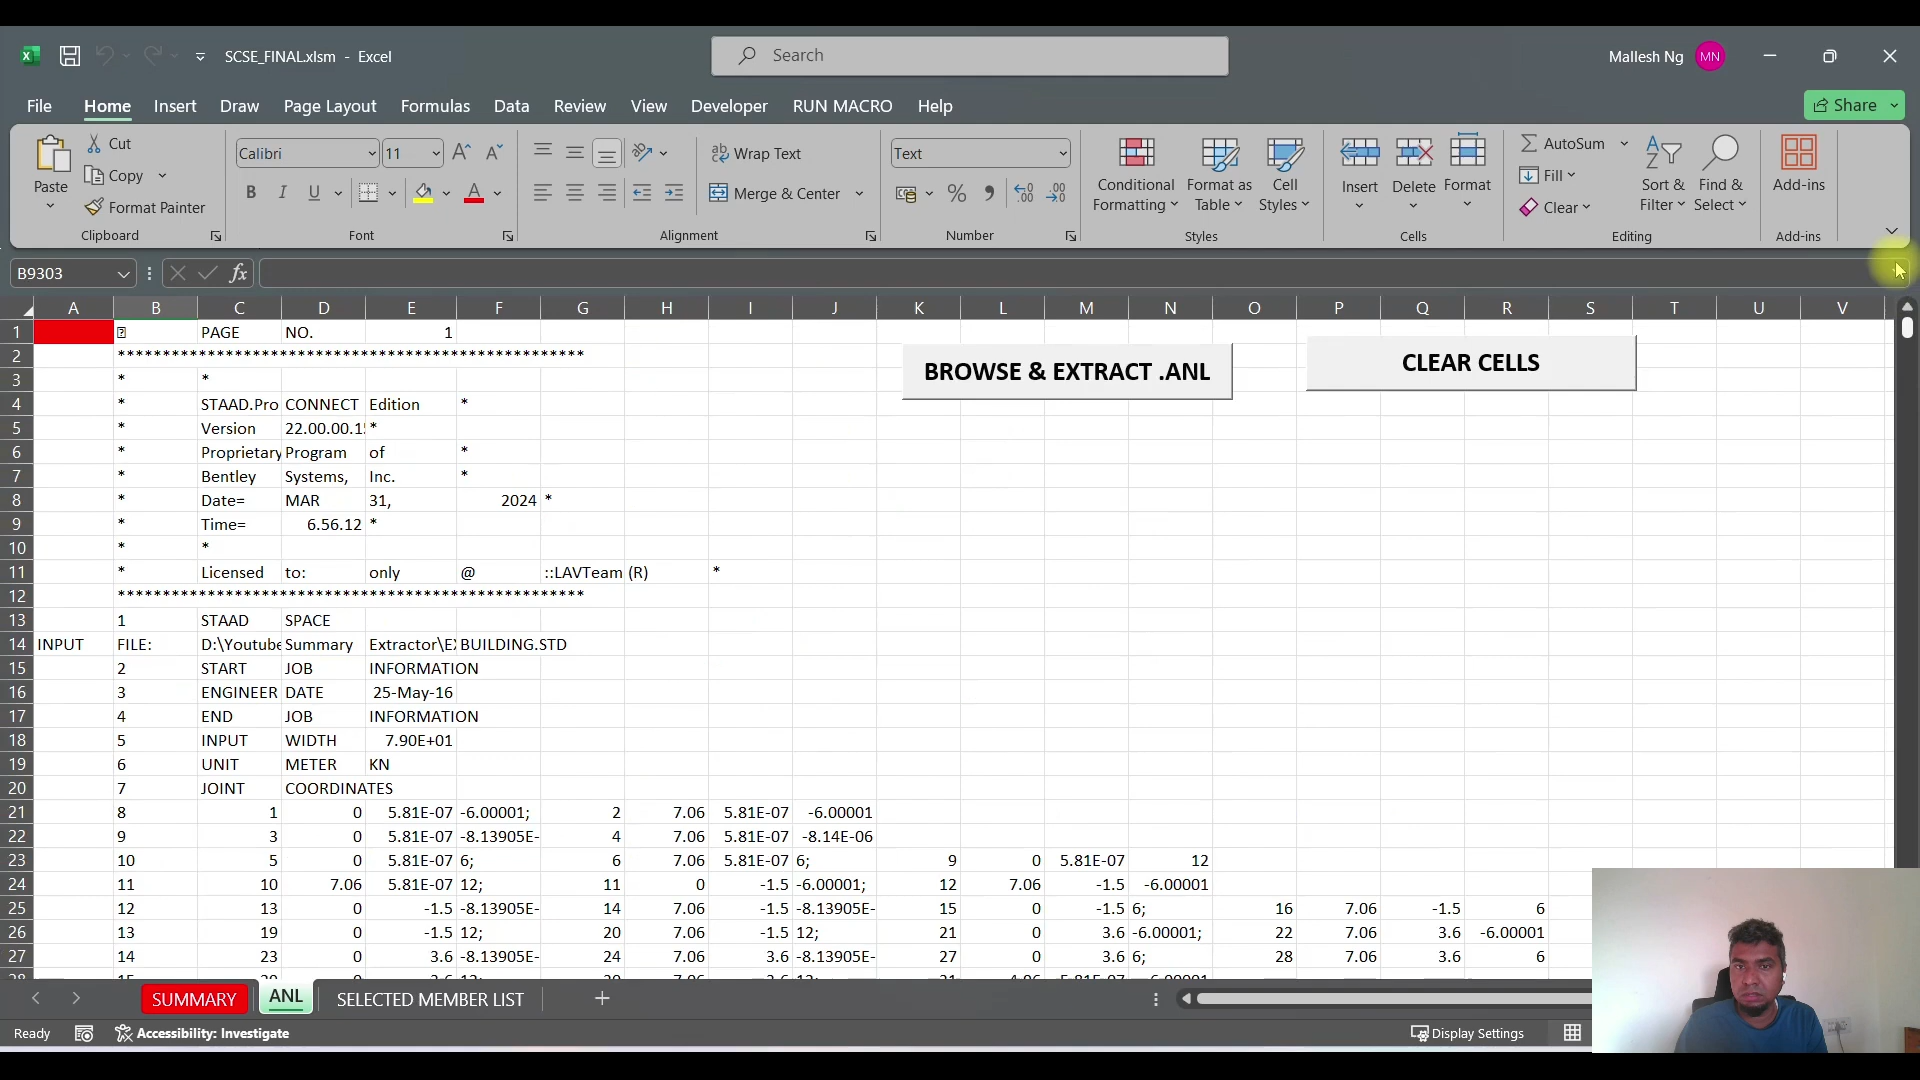 SCSE_FINAL.xlsm - Excel
Search
Mallesh Ng MN
File Home Insert Draw Page Layout Formulas Data Review View Developer RUN MACRO Help Share
Paste Cut Copy Format Painter Clipboard
Calibri 11 B I U A Font
Wrap Text Merge & Center Alignment
Text % Number
Conditional Formatting Format as Table Cell Styles Styles
Insert Delete Format Cells
AutoSum Fill Clear Sort & Filter Find & Select Editing
Add-ins Add-ins
B9303 fx
A B C D E F G H I J K L M N O P Q R S T U V
1 PAGE NO. 1
2 ****************************************************
3 * *
4 * STAAD.Pro CONNECT Edition *
5 * Version 22.00.00.1 *
6 * Proprietary Program of *
7 * Bentley Systems, Inc. *
8 * Date= MAR 31, 2024 *
9 * Time= 6.56.12 *
10 * *
11 * Licensed to: only @ ::LAVTeam (R) *
12 ****************************************************
BROWSE & EXTRACT .ANL
CLEAR CELLS
13 1 STAAD SPACE
14 INPUT FILE: D:\Youtube Summary Extractor\E BUILDING.STD
15 2 START JOB INFORMATION
16 3 ENGINEER DATE 25-May-16
17 4 END JOB INFORMATION
18 5 INPUT WIDTH 7.90E+01
19 6 UNIT METER KN
20 7 JOINT COORDINATES
21 8 1 0 5.81E-07 -6.00001; 2 7.06 5.81E-07 -6.00001
22 9 3 0 5.81E-07 -8.13905E- 4 7.06 5.81E-07 -8.14E-06
23 10 5 0 5.81E-07 6; 6 7.06 5.81E-07 6; 9 0 5.81E-07 12
24 11 10 7.06 5.81E-07 12; 11 0 -1.5 -6.00001; 12 7.06 -1.5 -6.00001
25 12 13 0 -1.5 -8.13905E- 14 7.06 -1.5 -8.13905E- 15 0 -1.5 6; 16 7.06 -1.5 6
26 13 19 0 -1.5 12; 20 7.06 -1.5 12; 21 0 3.6 -6.00001; 22 7.06 3.6 -6.00001
27 14 23 0 3.6 -8.13905E- 24 7.06 3.6 -8.13905E- 27 0 3.6 6; 28 7.06 3.6 6
SUMMARY ANL SELECTED MEMBER LIST
Ready Accessibility: Investigate Display Settings